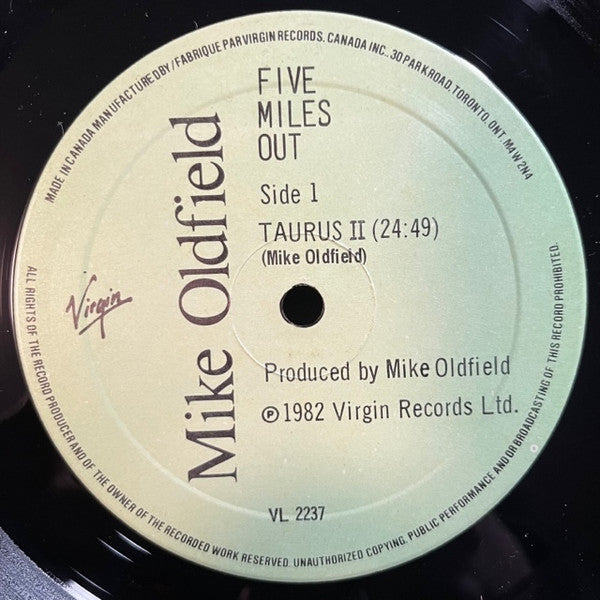 MADE IN CANADA MANUFACTURED BY / FABRIQUE PAR VIRGIN RECORDS. CANADA INC., 30 PARK ROAD, TORONTO. ONT M4W 2N4
FIVE
MILES
OUT
Mike Oldfield
Side 1
TAURUS II (24:49)
(Mike Oldfield)
Virgin
Produced by Mike Oldfield
℗ 1982 Virgin Records Ltd.
VL 2237
ALL RIGHTS OF THE RECORD PRODUCER AND OF THE OWNER OF THE RECORDED WORK RESERVED. UNAUTHORIZED COPYING, PUBLIC PERFORMANCE AND/OR BROADCASTING OF THIS RECORD PROHIBITED.